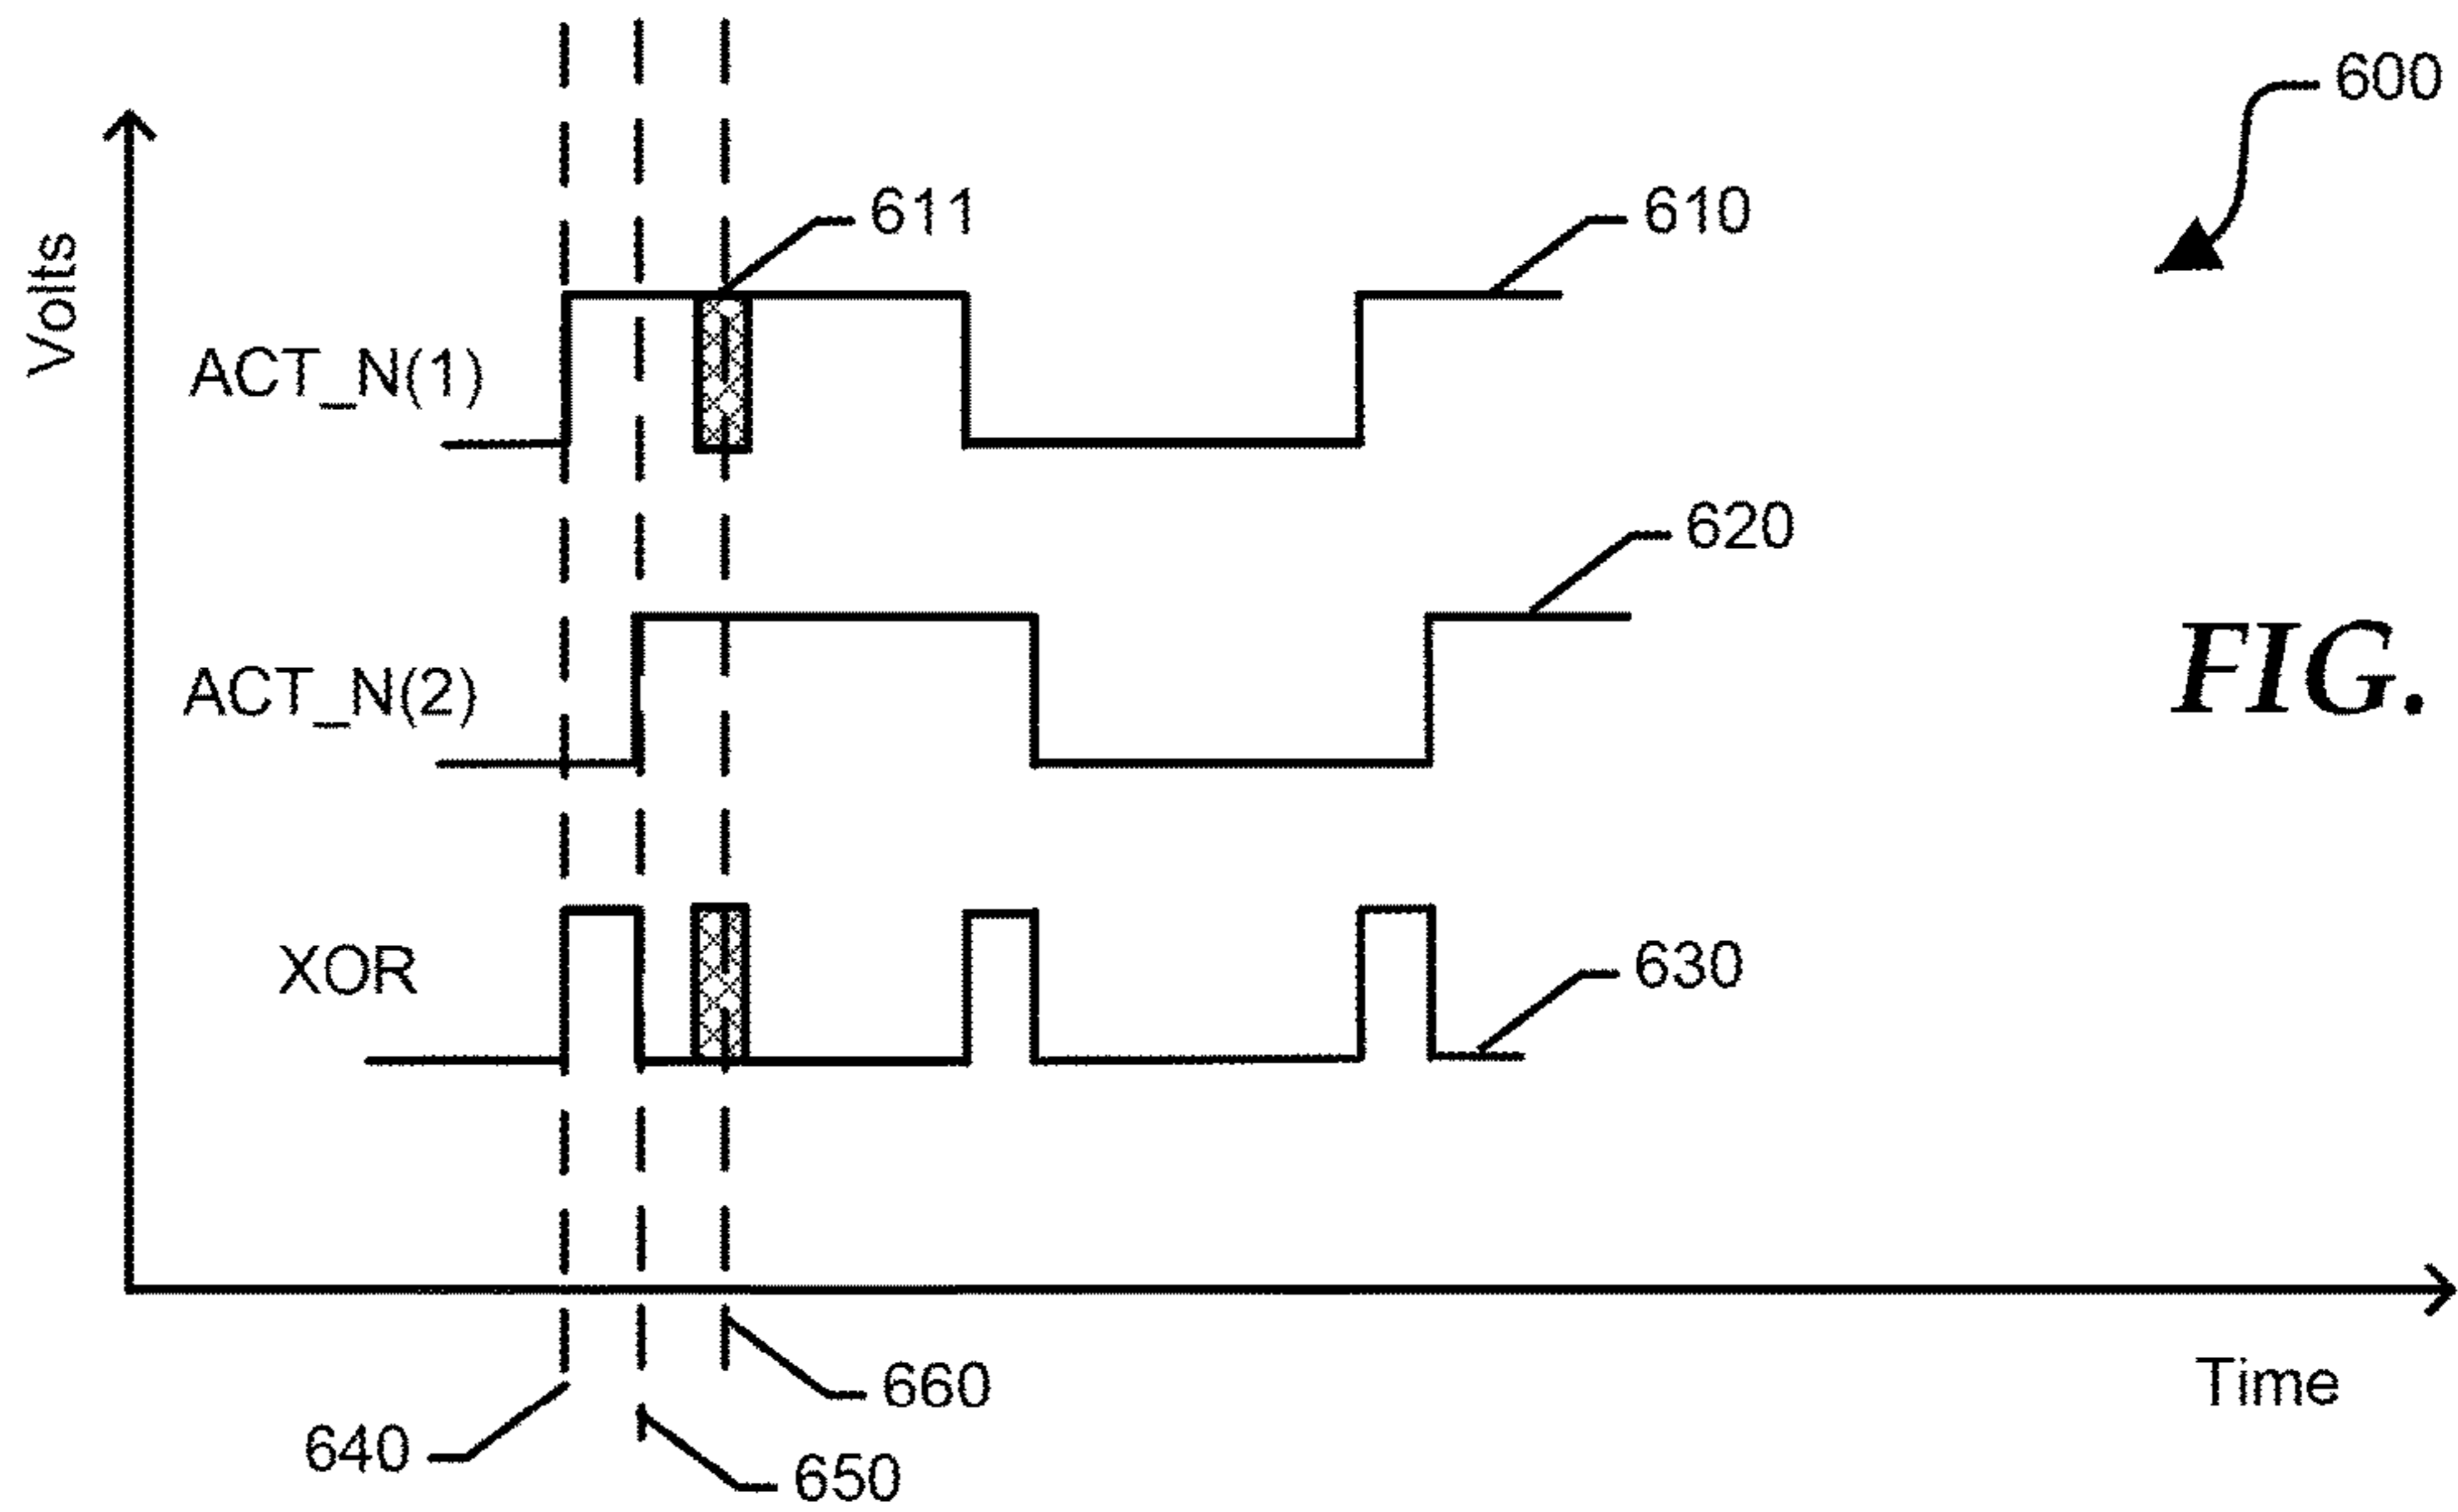 600
611
610
Volts
ACT_N(1)
620
FIG.
ACT_N(2)
XOR
630
Time
660
640
650